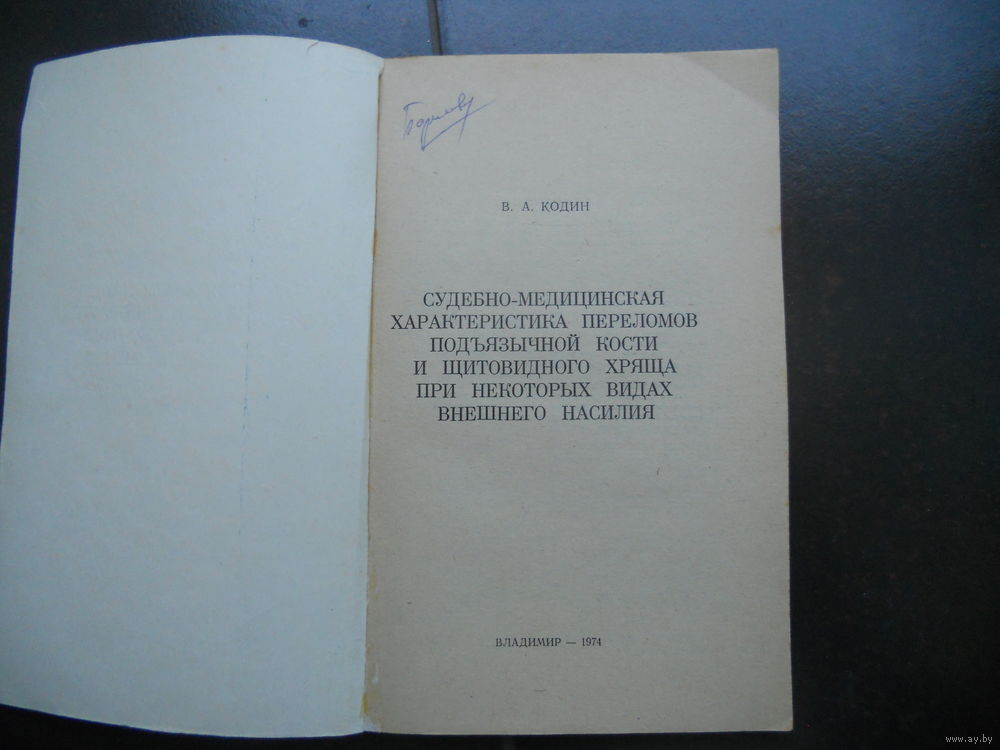 В. А. КОДИН
СУДЕБНО-МЕДИЦИНСКАЯ
ХАРАКТЕРИСТИКА ПЕРЕЛОМОВ
ПОДЪЯЗЫЧНОЙ КОСТИ
И ЩИТОВИДНОГО ХРЯЩА
ПРИ НЕКОТОРЫХ ВИДАХ
ВНЕШНЕГО НАСИЛИЯ
ВЛАДИМИР — 1974
www.ay.by